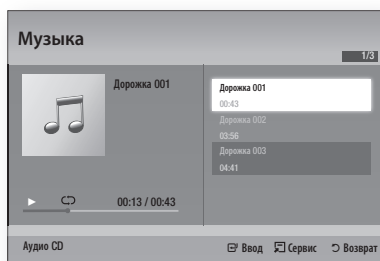 Музыка
1/3
Дорожка 001
00:13 / 00:43
Дорожка 001
00:43
Дорожка 002
03:56
Дорожка 003
04:41
Аудио CD
Ввод Сервис Возврат